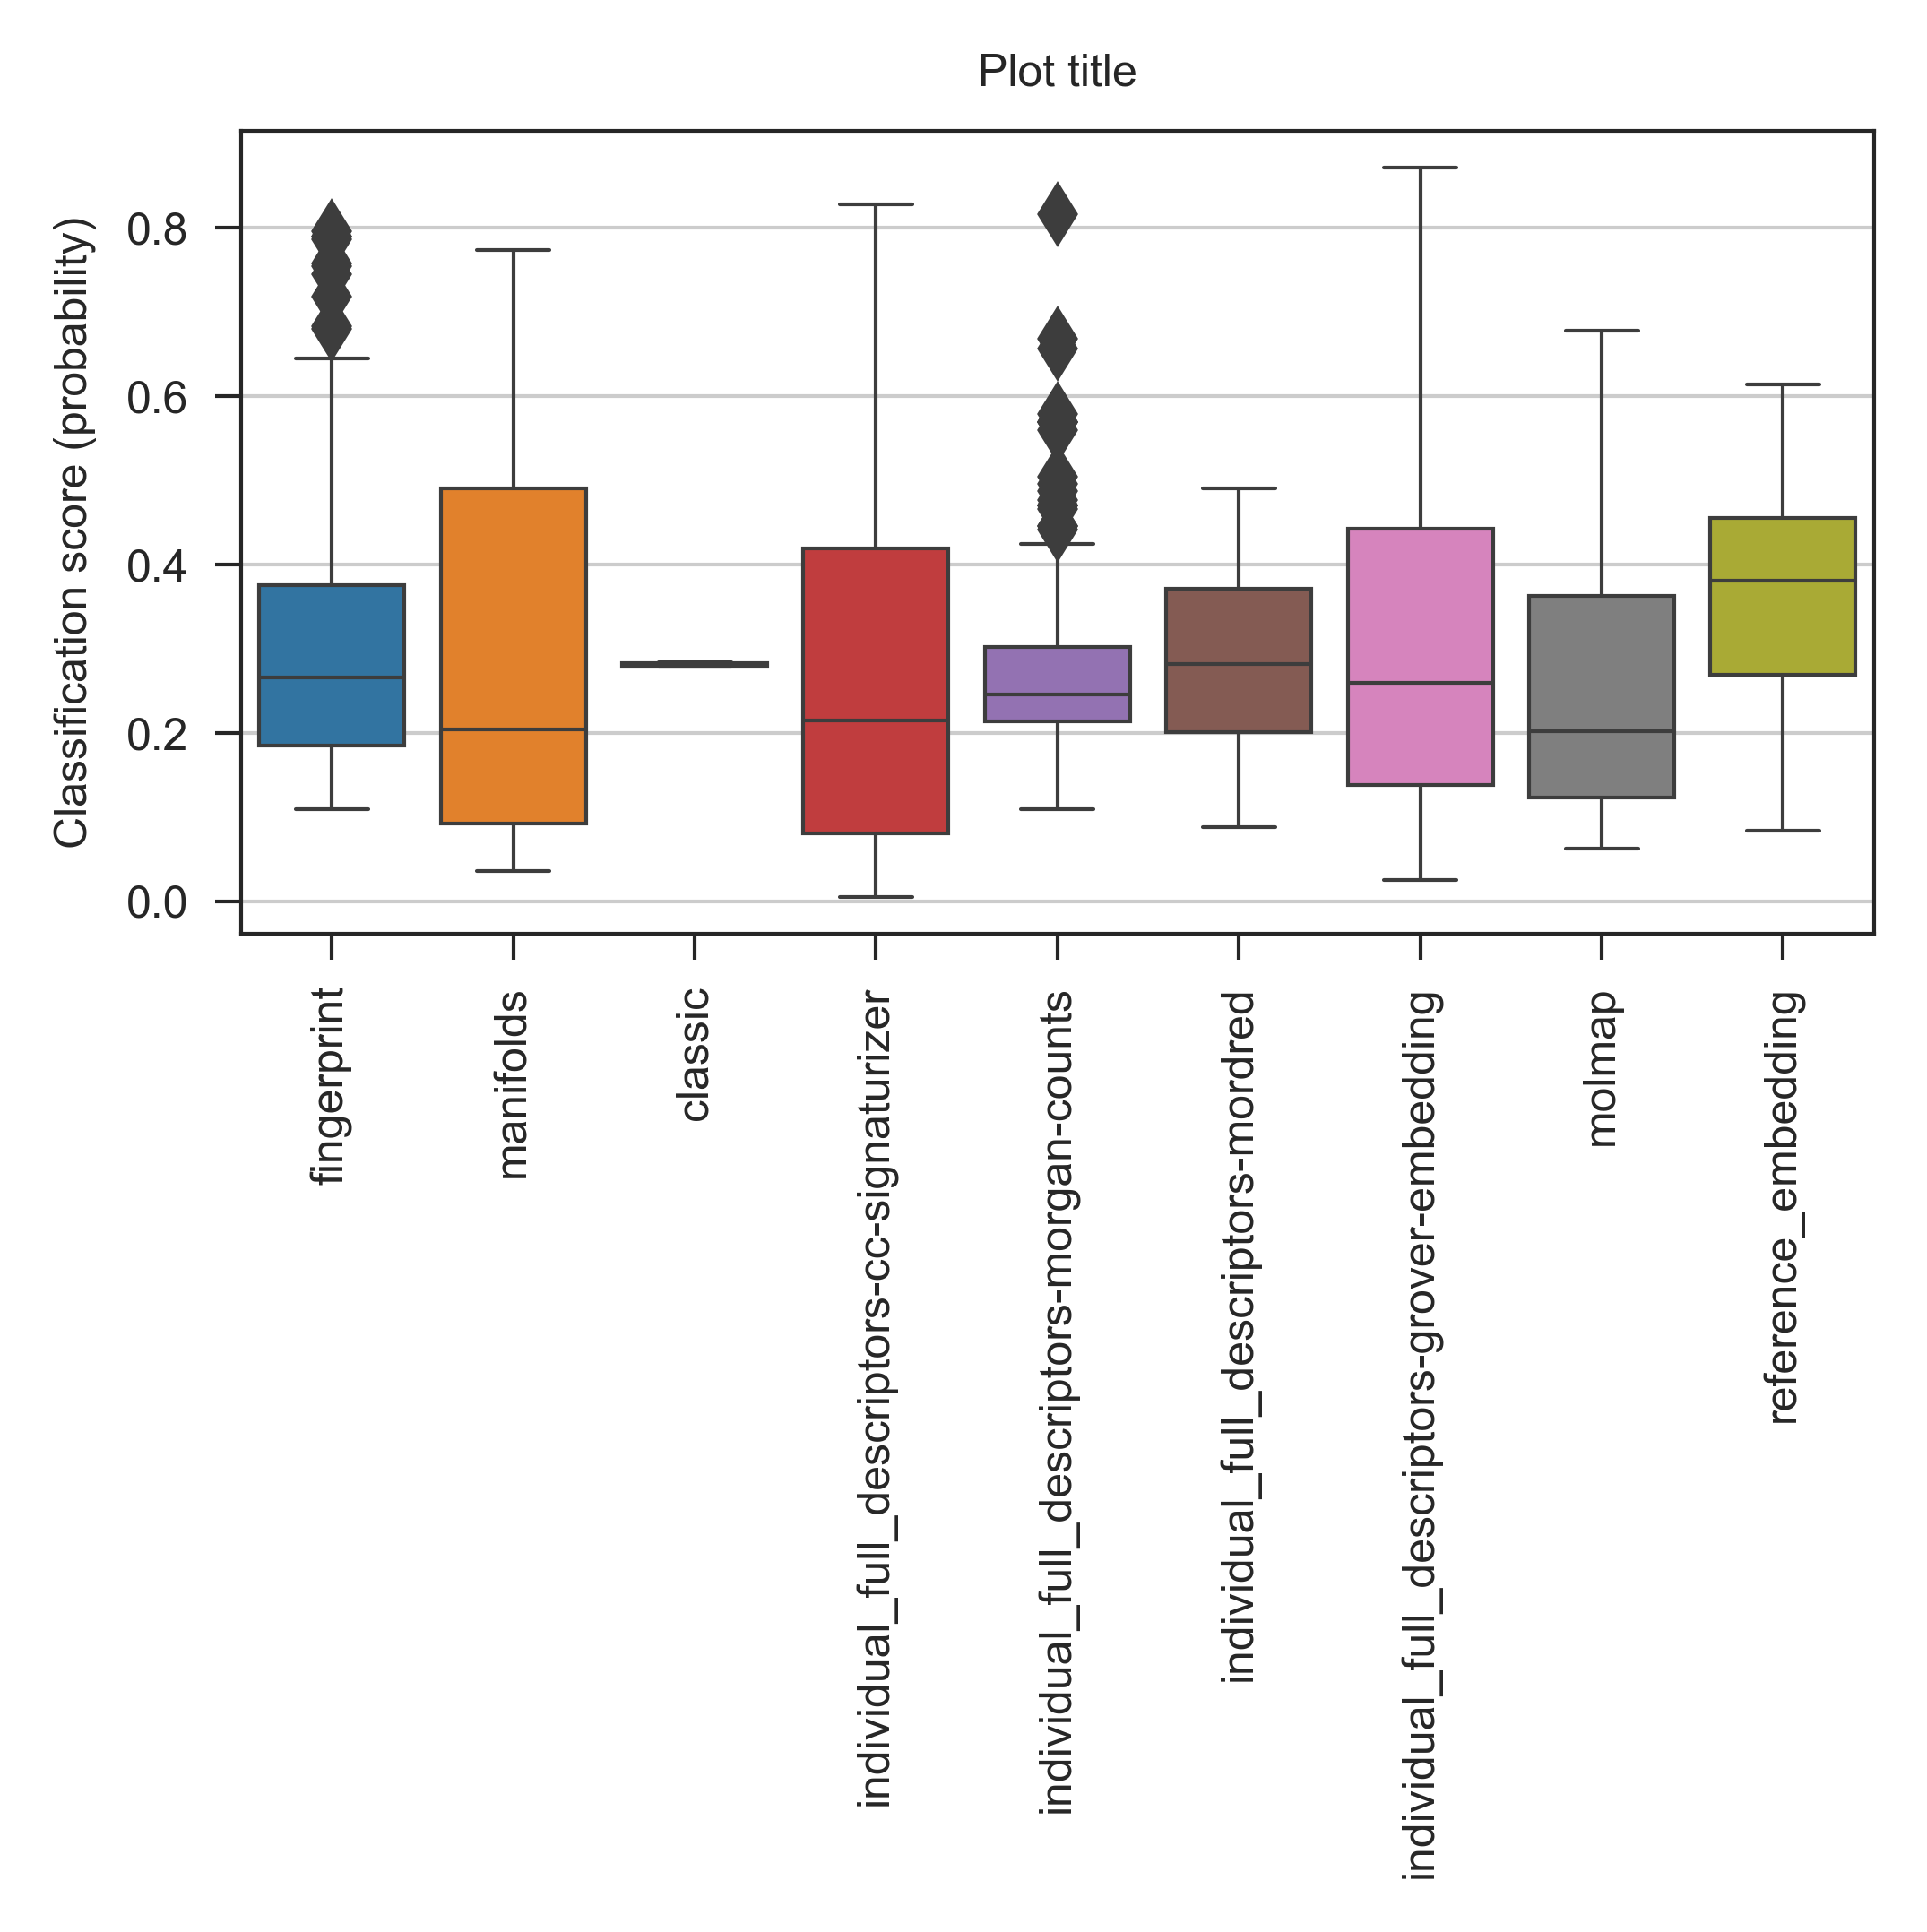 Plot title
Classification score (probability)
0.8
0.6
0.4
0.2
0.0
fingerprint
manifolds
classic
individual_full_descriptors-cc-signaturizer
individual_full_descriptors-morgan-counts
individual_full_descriptors-mordred
individual_full_descriptors-grover-embedding
molmap
reference_embedding